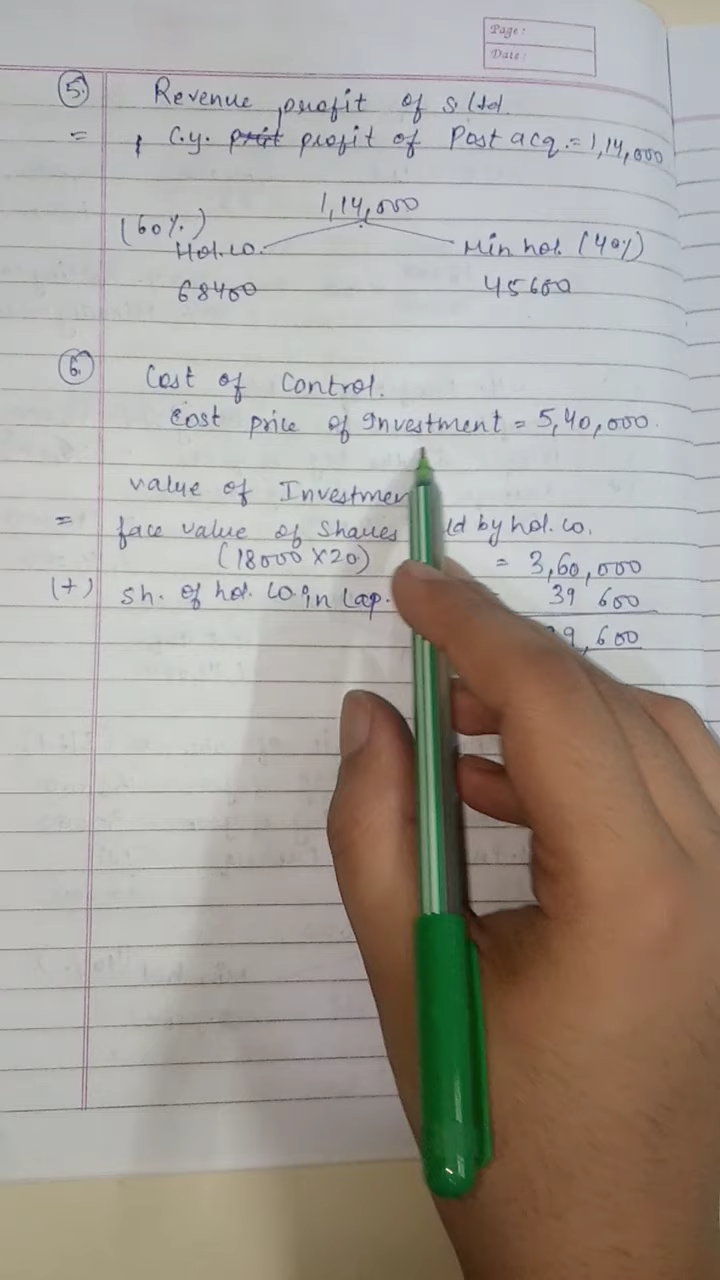 Page:
Date:
5. Revenue profit of S. Ltd.
= , C.y. profit of Post acq. = 1,14,000
1,14,000
(60%)
Hol.co. Min hol. (40%)
68400 45600
6. Cost of Control.
Cost price of Investment = 5,40,000.
Value of Investmen
= face value of Shares ld by hol. co.
(18000 X 20) = 3,60,000
(+) Sh. of hol. co. in Cap. 39 600
9,600